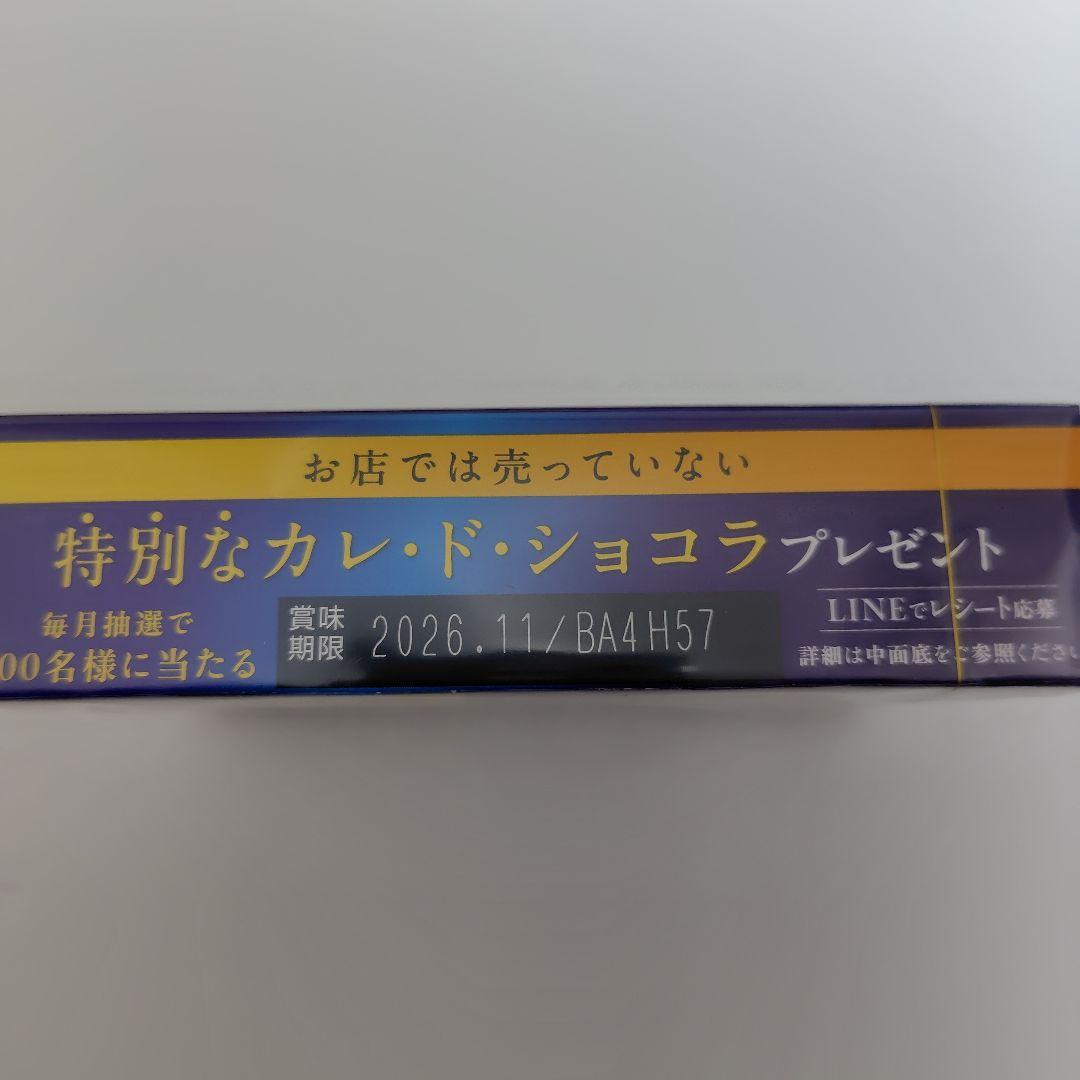 お店では売っていない
特別なカレ・ド・ショコラプレゼント
毎月抽選で
00名様に当たる
賞味
期限
2026.11/BA4H57
LINEでレシート応募
詳細は中面底をご参照ください